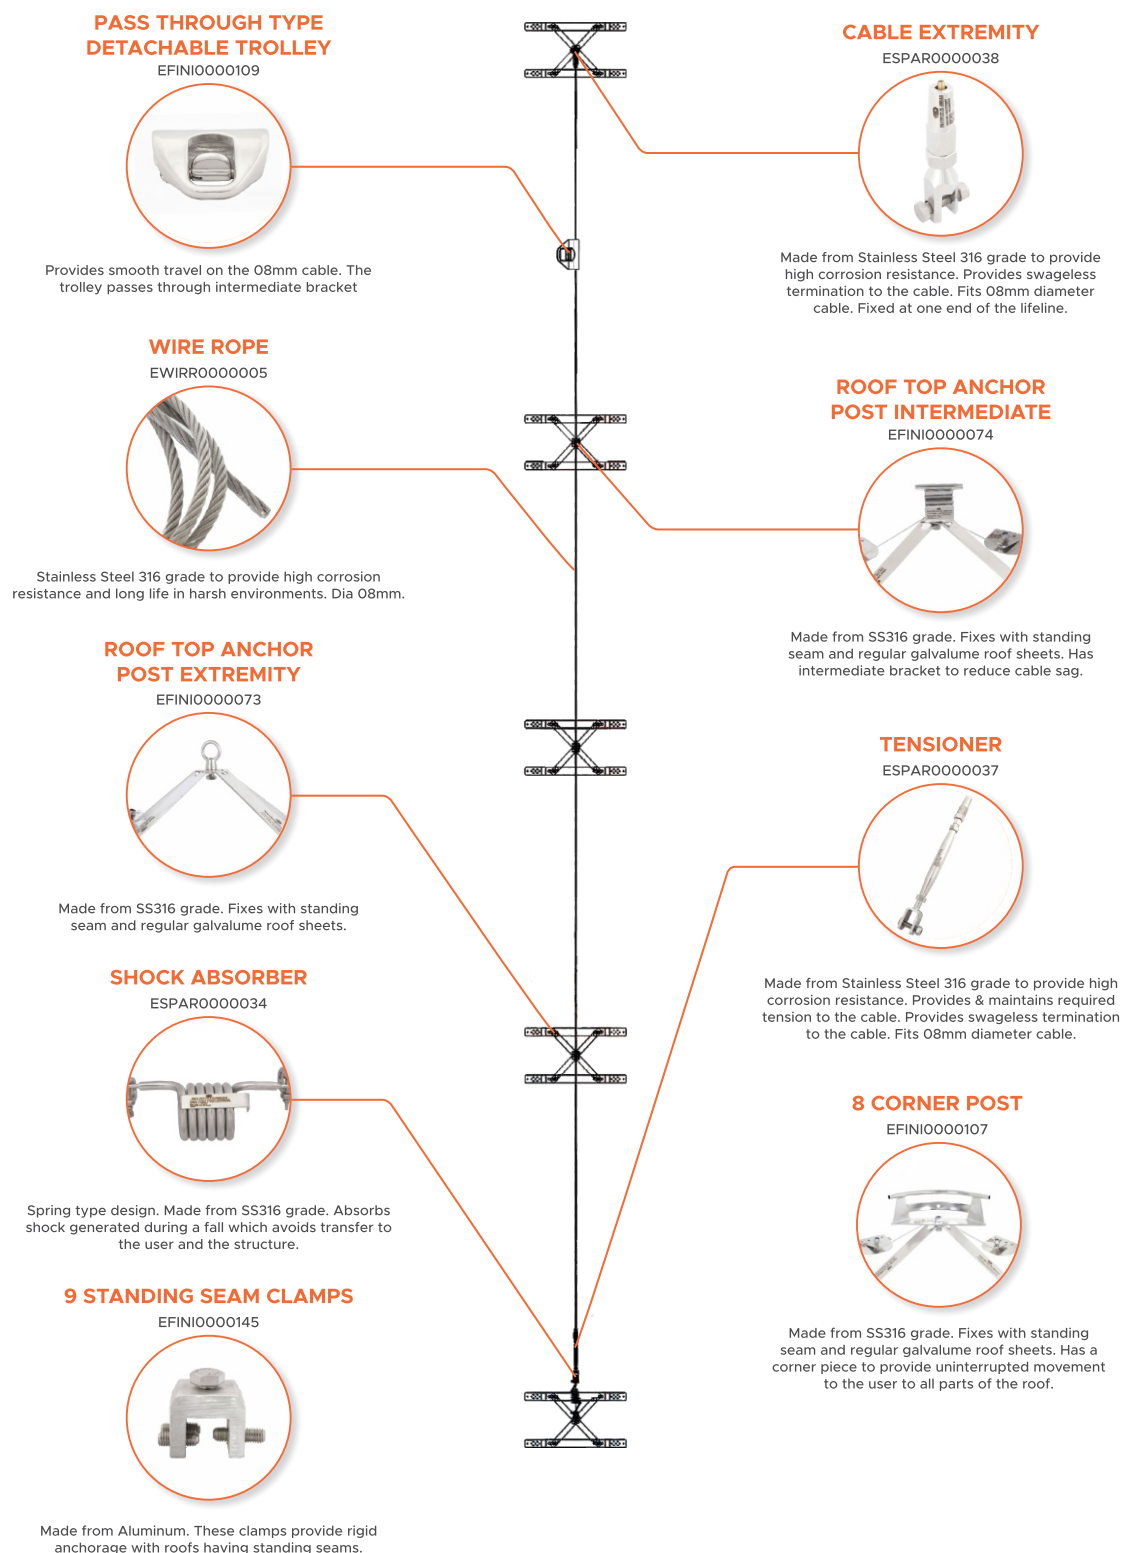 PASS THROUGH TYPE
DETACHABLE TROLLEY
EFINI0000109
Provides smooth travel on the 08mm cable. The
trolley passes through intermediate bracket
WIRE ROPE
EWIRR0000005
Stainless Steel 316 grade to provide high corrosion
resistance and long life in harsh environments. Dia 08mm.
ROOF TOP ANCHOR
POST EXTREMITY
EFINI0000073
Made from SS316 grade. Fixes with standing
seam and regular galvalume roof sheets.
SHOCK ABSORBER
ESPAR0000034
Spring type design. Made from SS316 grade. Absorbs
shock generated during a fall which avoids transfer to
the user and the structure.
9 STANDING SEAM CLAMPS
EFINI0000145
Made from Aluminum. These clamps provide rigid
anchorage with roofs having standing seams.
CABLE EXTREMITY
ESPAR0000038
Made from Stainless Steel 316 grade to provide
high corrosion resistance. Provides swageless
termination to the cable. Fits 08mm diameter
cable. Fixed at one end of the lifeline.
ROOF TOP ANCHOR
POST INTERMEDIATE
EFINI0000074
Made from SS316 grade. Fixes with standing
seam and regular galvalume roof sheets. Has
intermediate bracket to reduce cable sag.
TENSIONER
ESPAR0000037
Made from Stainless Steel 316 grade to provide high
corrosion resistance. Provides & maintains required
tension to the cable. Provides swageless termination
to the cable. Fits 08mm diameter cable.
8 CORNER POST
EFINI0000107
Made from SS316 grade. Fixes with standing
seam and regular galvalume roof sheets. Has a
corner piece to provide uninterrupted movement
to the user to all parts of the roof.